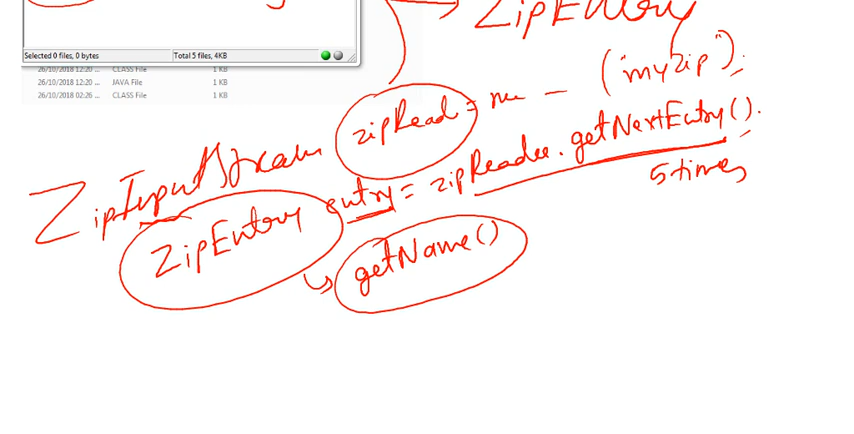 ZipEntry
Selected 0 files, 0 bytes Total 5 files, 4KB
26/10/2018 12:20 ... CLASS File 1 KB
26/10/2018 12:20 ... JAVA File 1 KB
26/10/2018 02:26 ... CLASS File 1 KB
ZipInputStream zipRead = ne — ("myzip");
ZipEntry entry = zipReader.getNextEntry().
5 times
getName()